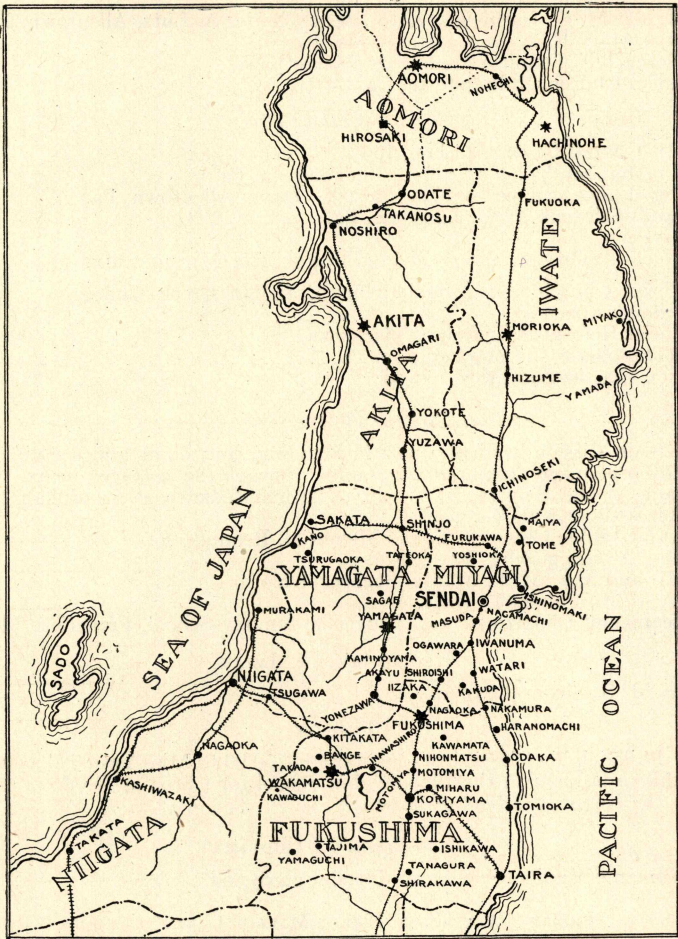 AOMORI
NOHECHI
AOMORI
HIROSAKI
HACHINOHE
ODATE
TAKANOSU
NOSHIRO
FUKUOKA
IWATE
AKITA
OMAGARI
MORIOKA
MIYAKO
HIZUME
YAMADA
AKITA
YOKOTE
YUZAWA
ICHINOSEKI
SAKATA
SHINJO
KANO
TSURUGAOKA
TATEOKA
FURUKAWA
YOSHIOKA
MAIYA
TOME
YAMAGATA
MIYAGI
SEA OF JAPAN
SAGAE
SENDAI
ISHINOMAKI
MURAKAMI
YAMAGATA
MASUDA
NAGAMACHI
KAMINOYAMA
OGAWARA
IWANUMA
SADO
AKAYU
SHIROISHI
WATARI
NIIGATA
TSUGAWA
IIZAKA
KAKUDA
YONEZAWA
NAGAOKA
NAKAMURA
FUKUSHIMA
HARANOMACHI
PACIFIC OCEAN
NAGAOKA
KITAKATA
INAWASHIRO
KAWAMATA
BANGE
NIHONMATSU
ODAKA
TAKADA
WAKAMATSU
MOTOMIYA
MOTOMIYA
KASHIWAZAKI
KAWAGUCHI
MIHARU
KORIYAMA
TOMIOKA
SUKAGAWA
TAKATA
NIIGATA
FUKUSHIMA
TAJIMA
YAMAGUCHI
ISHIKAWA
TANAGURA
SHIRAKAWA
TAIRA